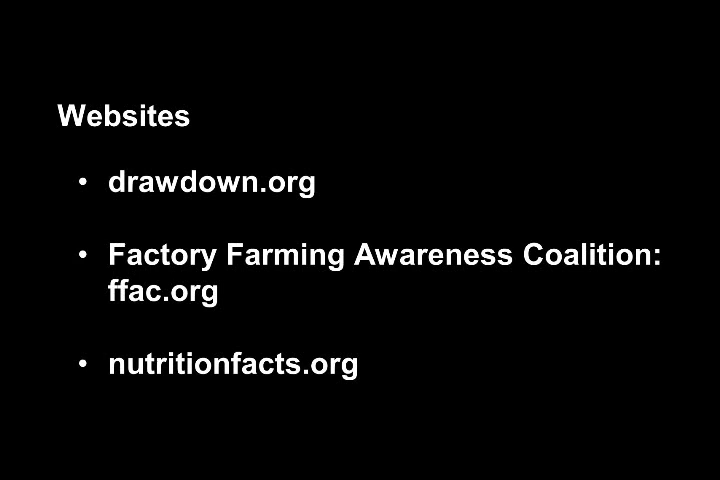 Websites
• drawdown.org
• Factory Farming Awareness Coalition:
ffac.org
• nutritionfacts.org